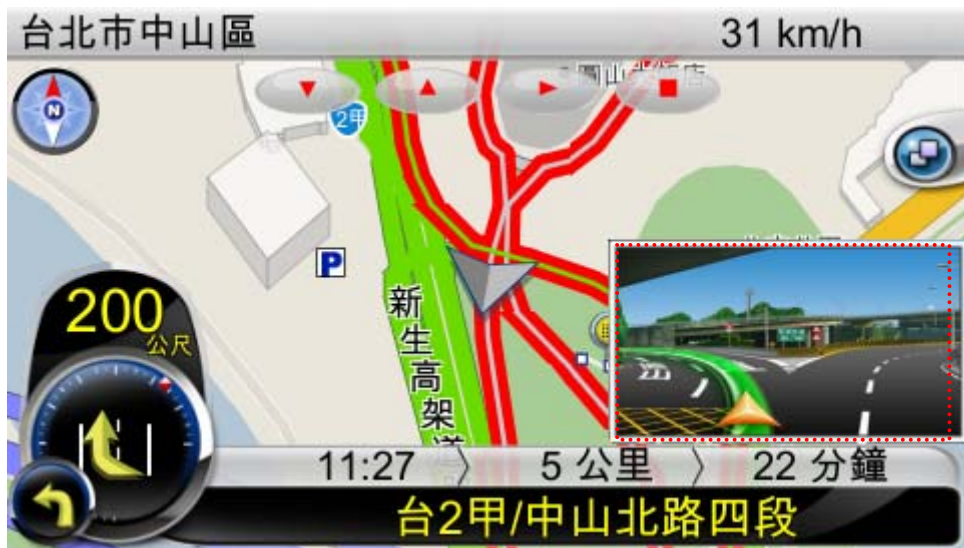 台北市中山區
31 km/h
N
2甲
P
200
公尺
新生高架道
11:27
5 公里
22 分鐘
台2甲/中山北路四段